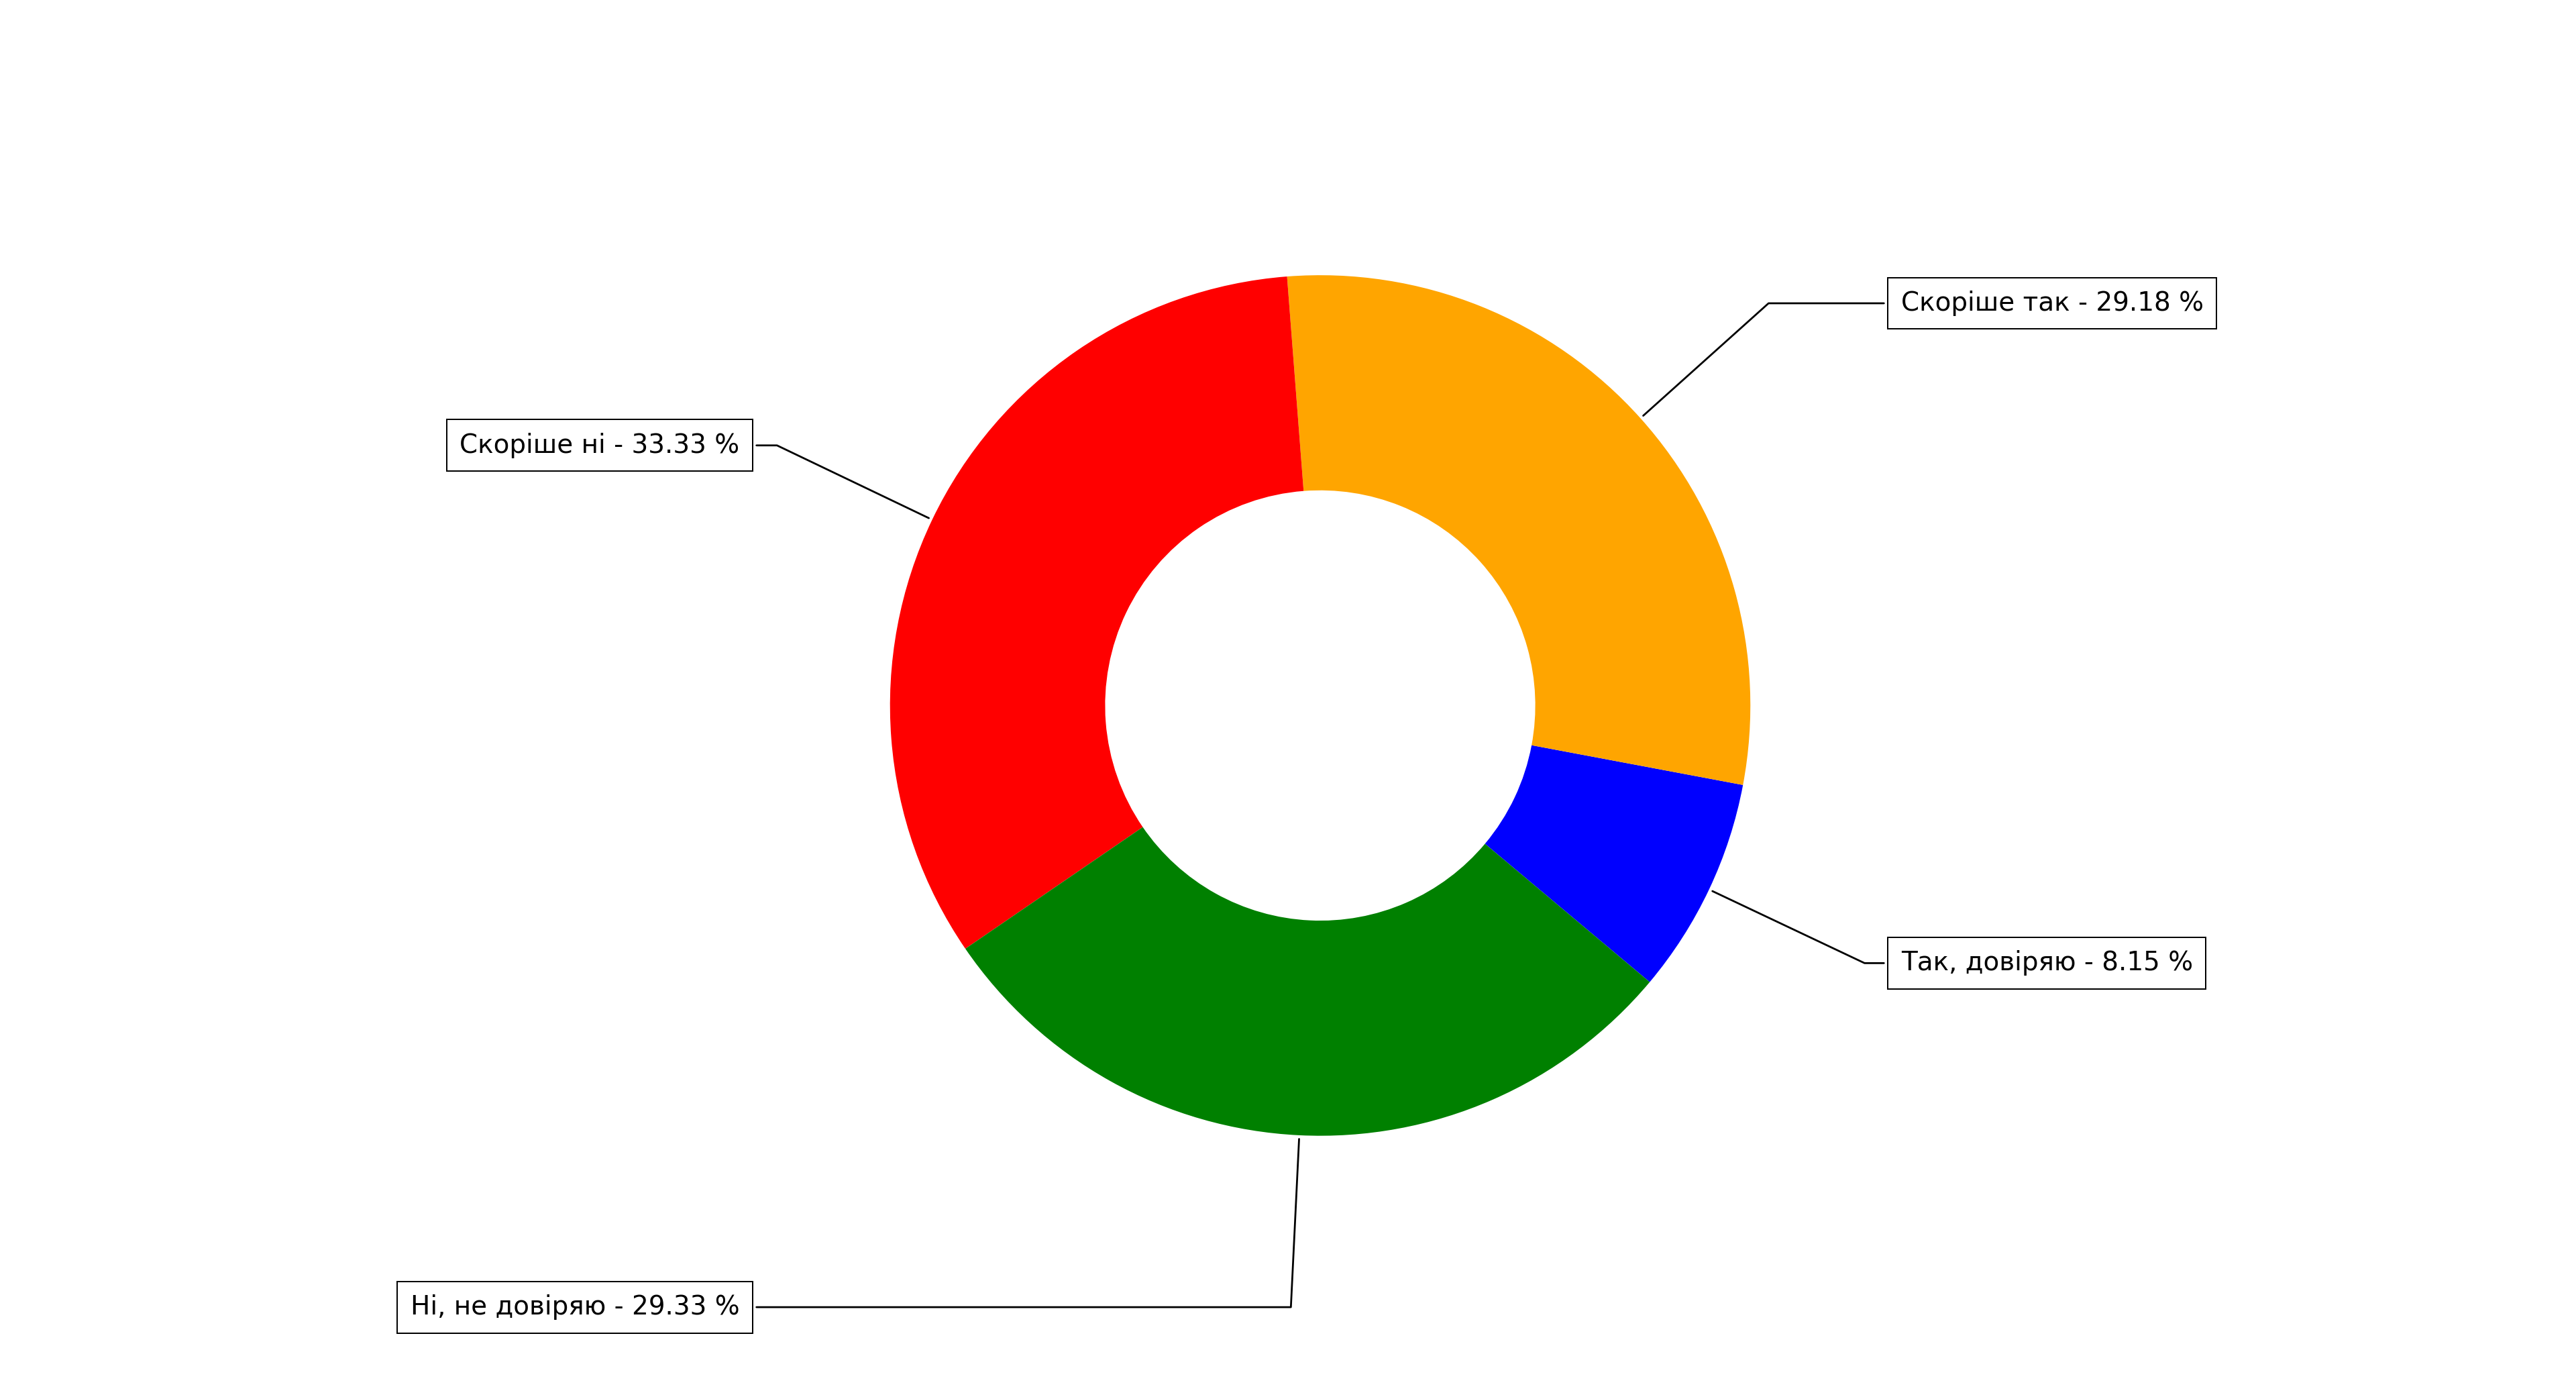 Скоріше так - 29.18 %
Скоріше ні - 33.33 %
Так, довіряю - 8.15 %
Ні, не довіряю - 29.33 %